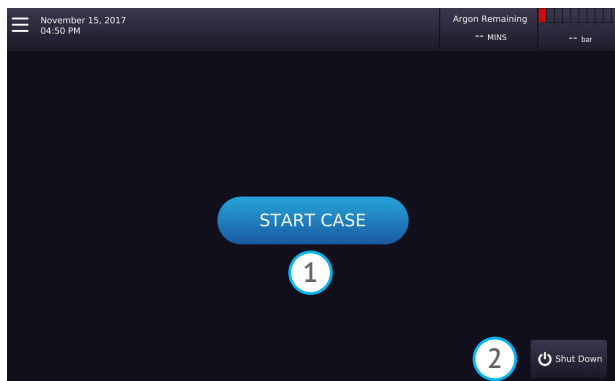 November 15, 2017
04:50 PM
Argon Remaining
-- MINS
-- bar
START CASE
1
2
Shut Down